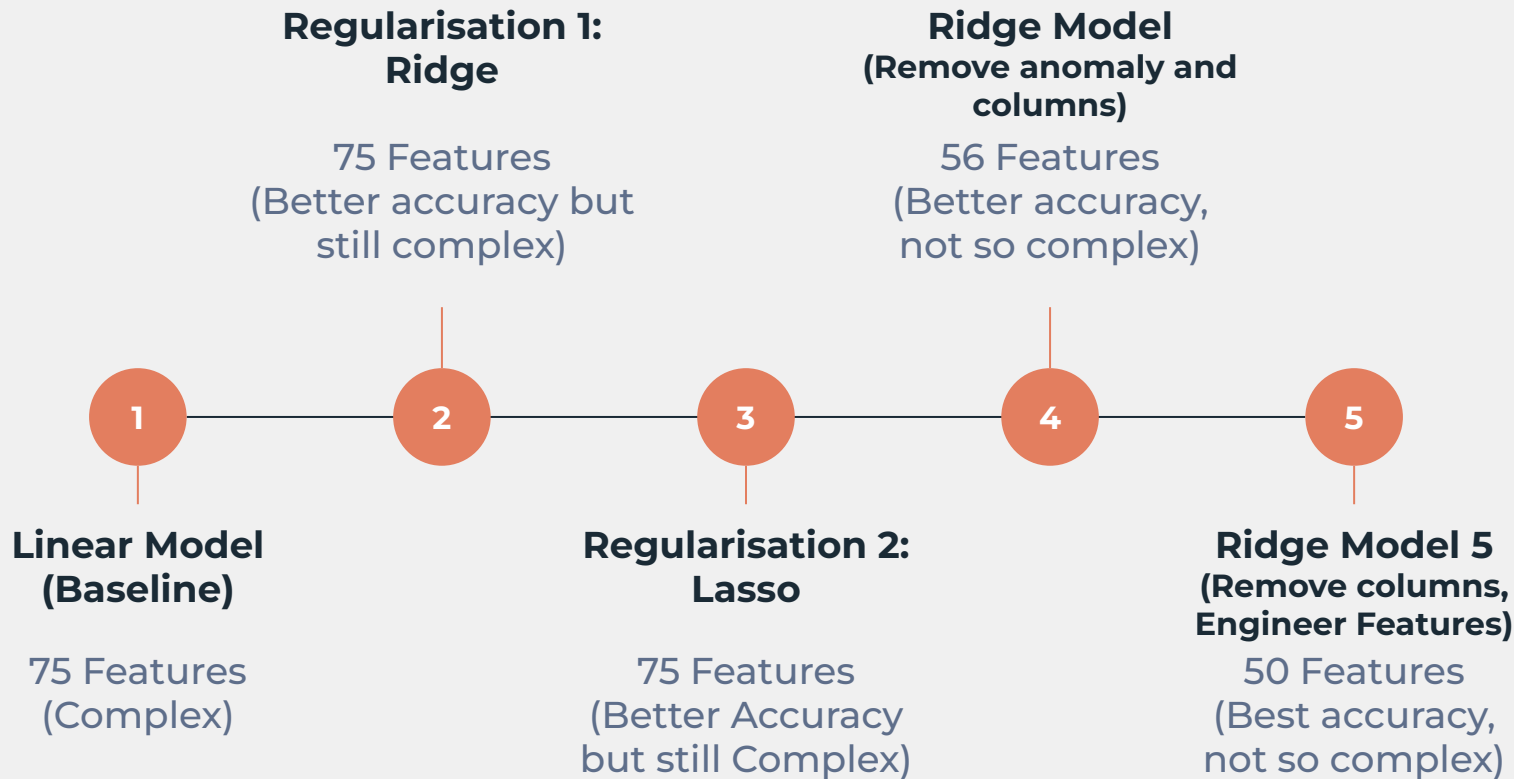 Regularisation 1:
Ridge
75 Features
(Better accuracy but
still complex)
Ridge Model
(Remove anomaly and
columns)
56 Features
(Better accuracy,
not so complex)
1
2
3
4
5
Linear Model
(Baseline)
75 Features
(Complex)
Regularisation 2:
Lasso
75 Features
(Better Accuracy
but still Complex)
Ridge Model 5
(Remove columns,
Engineer Features)
50 Features
(Best accuracy,
not so complex)